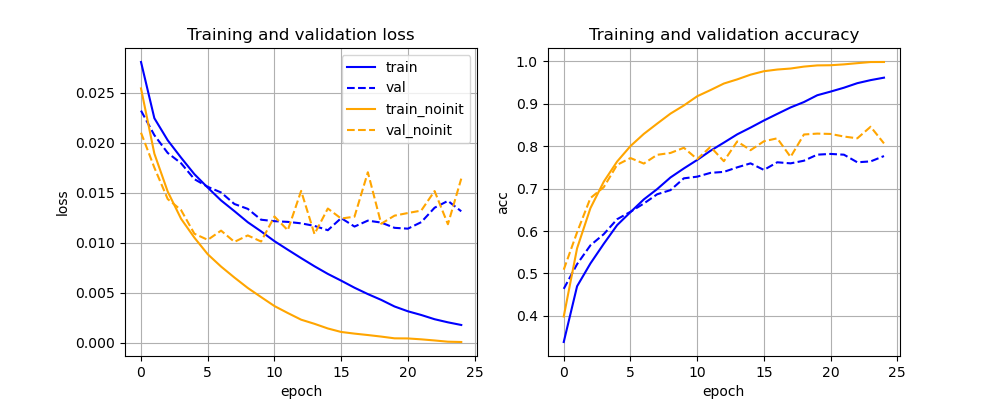 Training and validation loss
train
val
train_noinit
val_noinit
0.025
0.020
0.015
0.010
0.005
0.000
loss
0 5 10 15 20 25
epoch
Training and validation accuracy
1.0
0.9
0.8
0.7
0.6
0.5
0.4
acc
0 5 10 15 20 25
epoch